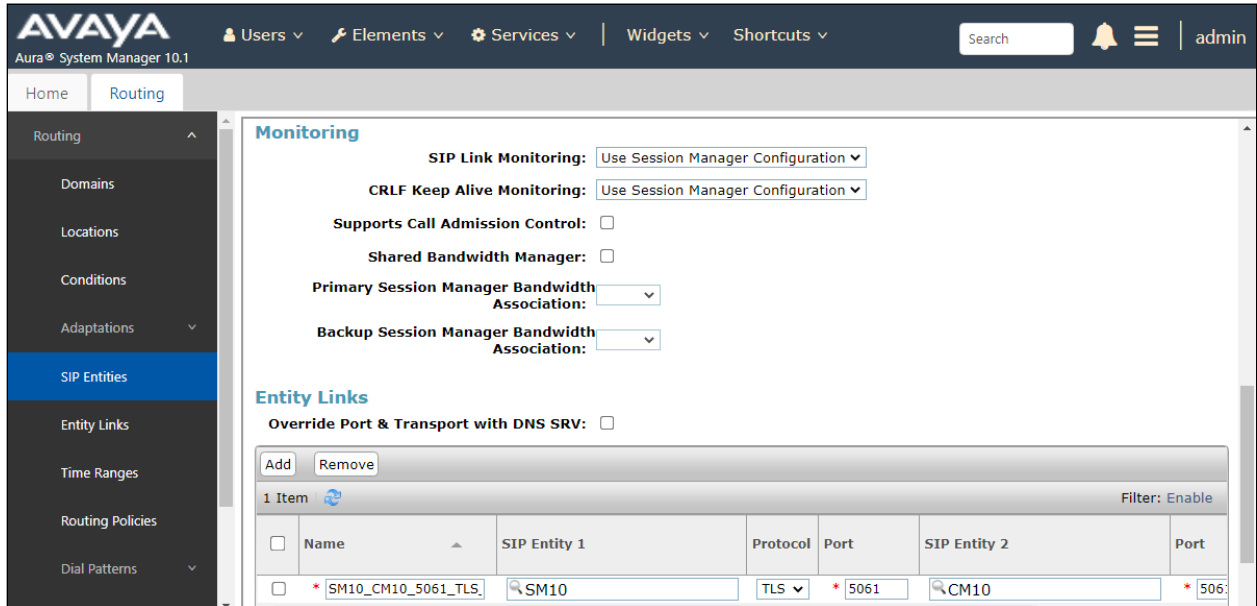 AVAYA
Aura® System Manager 10.1
Users Elements Services | Widgets Shortcuts Search admin
Home Routing
Routing
Domains
Locations
Conditions
Adaptations
SIP Entities
Entity Links
Time Ranges
Routing Policies
Dial Patterns
Monitoring
SIP Link Monitoring: Use Session Manager Configuration
CRLF Keep Alive Monitoring: Use Session Manager Configuration
Supports Call Admission Control:
Shared Bandwidth Manager:
Primary Session Manager Bandwidth
Association:
Backup Session Manager Bandwidth
Association:
Entity Links
Override Port & Transport with DNS SRV:
Add Remove
1 Item Filter: Enable
Name SIP Entity 1 Protocol Port SIP Entity 2 Port
* SM10_CM10_5061_TLS_ SM10 TLS * 5061 CM10 *